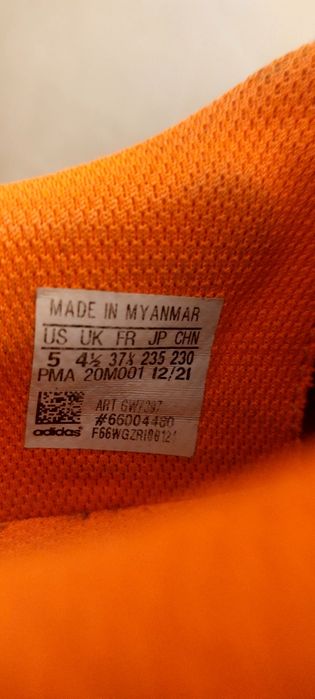 MADE IN MYANMAR
US UK FR JP CHN
5 4½ 37⅓ 235 230
PMA 20M001 12/21
ART GW7397
#66004480
adidas